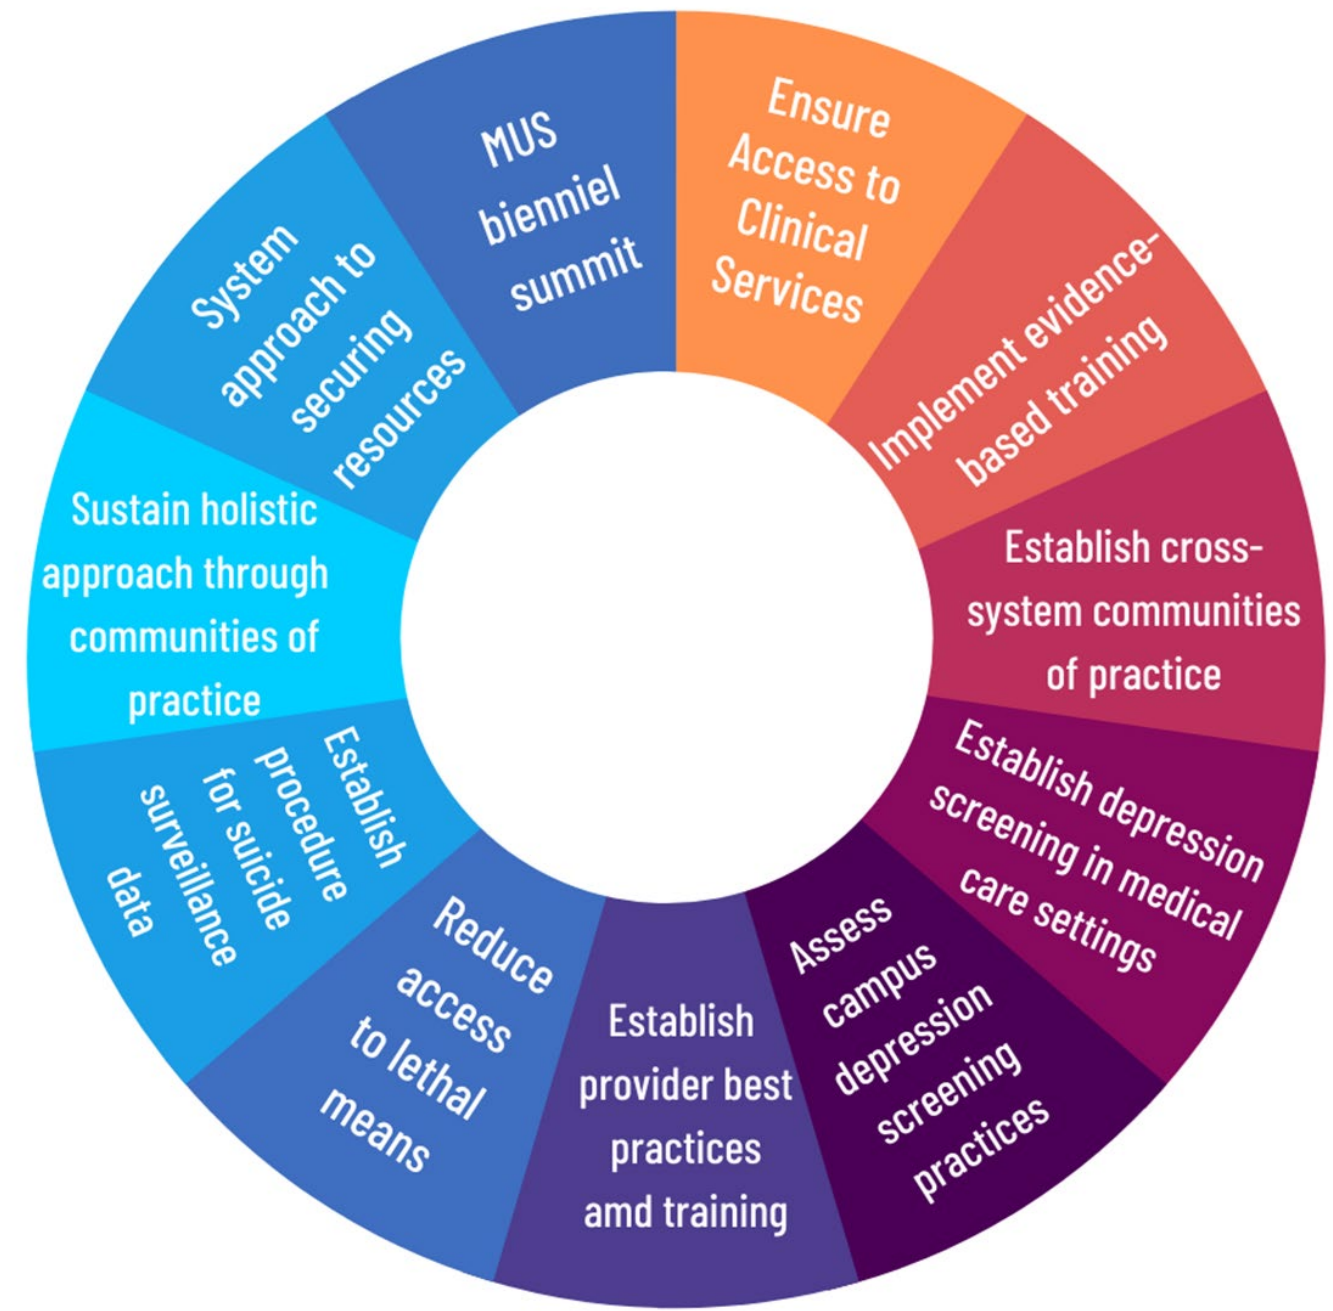 Ensure
Access to
Clinical
Services
Implement evidence-
based training
Establish cross-
system communities
of practice
Establish depression
screening in medical
care settings
Assess
campus
depression
screening
practices
Establish
provider best
practices
amd training
Reduce
access
to lethal
means
Establish
procedure
for suicide
surveillance
data
Sustain holistic
approach through
communities of
practice
System
approach to
securing
resources
MUS
bienniel
summit